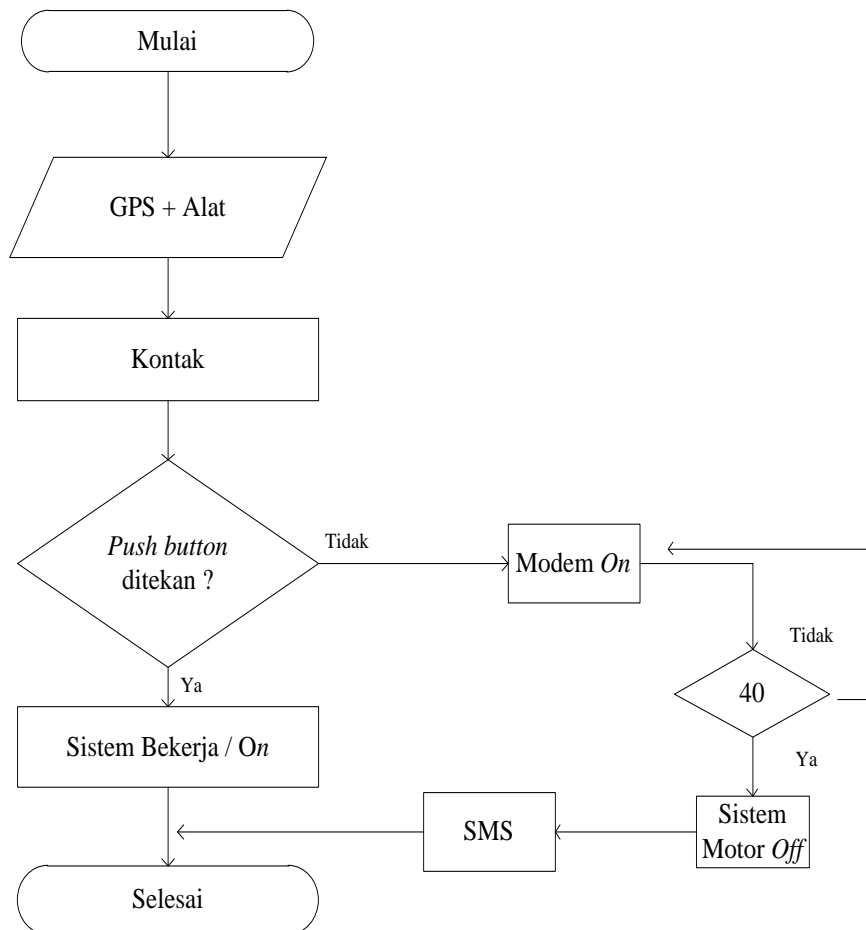 Mulai
GPS + Alat
Kontak
Push button
ditekan ?
Tidak
Modem On
Tidak
40
Ya
Ya
Sistem Bekerja / On
Sistem
Motor Off
SMS
Selesai